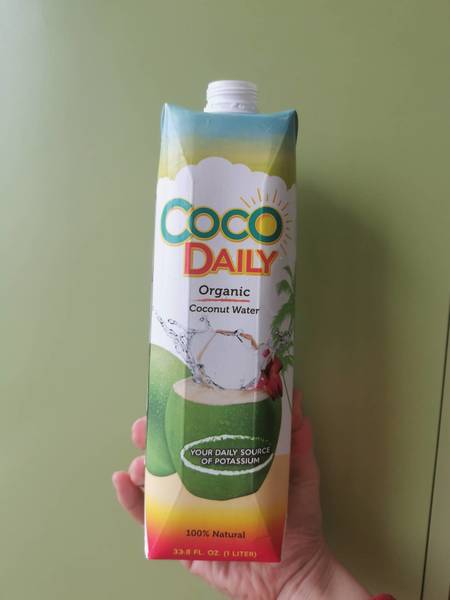 COCO
DAILY
Organic
Coconut Water
YOUR DAILY SOURCE
OF POTASSIUM
100% Natural
33.8 FL. OZ. (1 LITER)